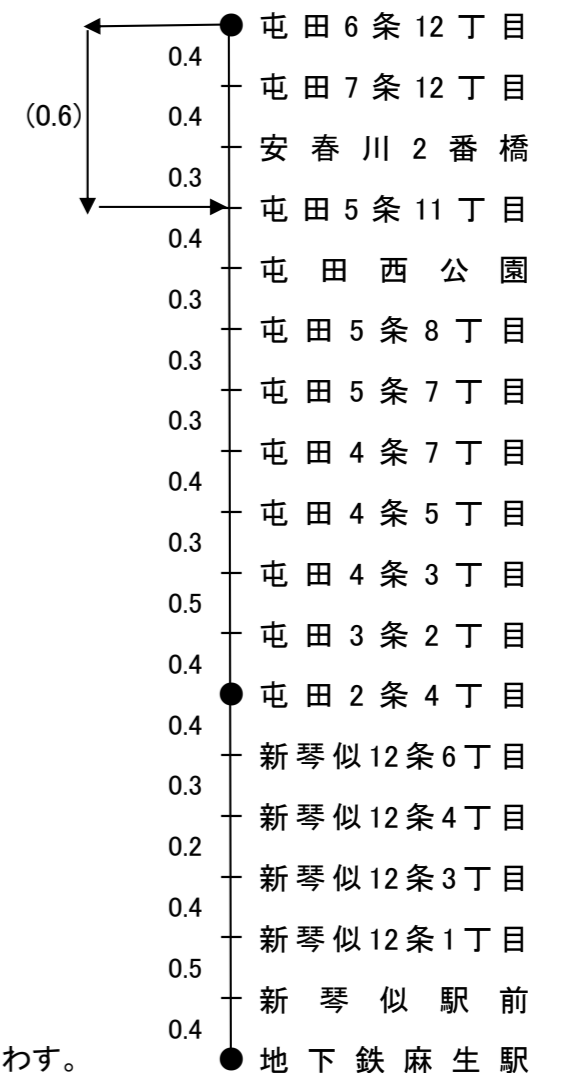 屯田6条12丁目
0.4
屯田7条12丁目
(0.6)
0.4
安春川2番橋
0.3
屯田5条11丁目
0.4
屯田西公園
0.3
屯田5条8丁目
0.3
屯田5条7丁目
0.3
屯田4条7丁目
0.4
屯田4条5丁目
0.3
屯田4条3丁目
0.5
屯田3条2丁目
0.4
屯田2条4丁目
0.4
新琴似12条6丁目
0.3
新琴似12条4丁目
0.2
新琴似12条3丁目
0.4
新琴似12条1丁目
0.5
新琴似駅前
0.4
わす。
地下鉄麻生駅